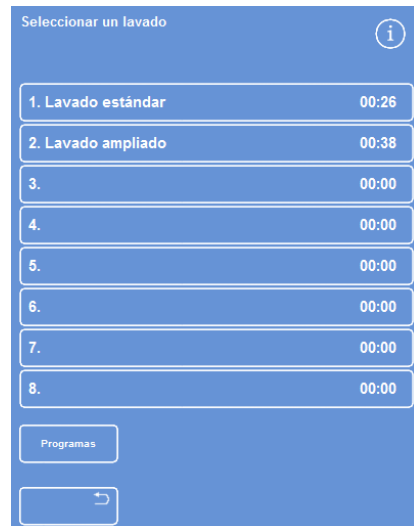 Seleccionar un lavado
i
1. Lavado estándar 00:26
2. Lavado ampliado 00:38
3. 00:00
4. 00:00
5. 00:00
6. 00:00
7. 00:00
8. 00:00
Programas